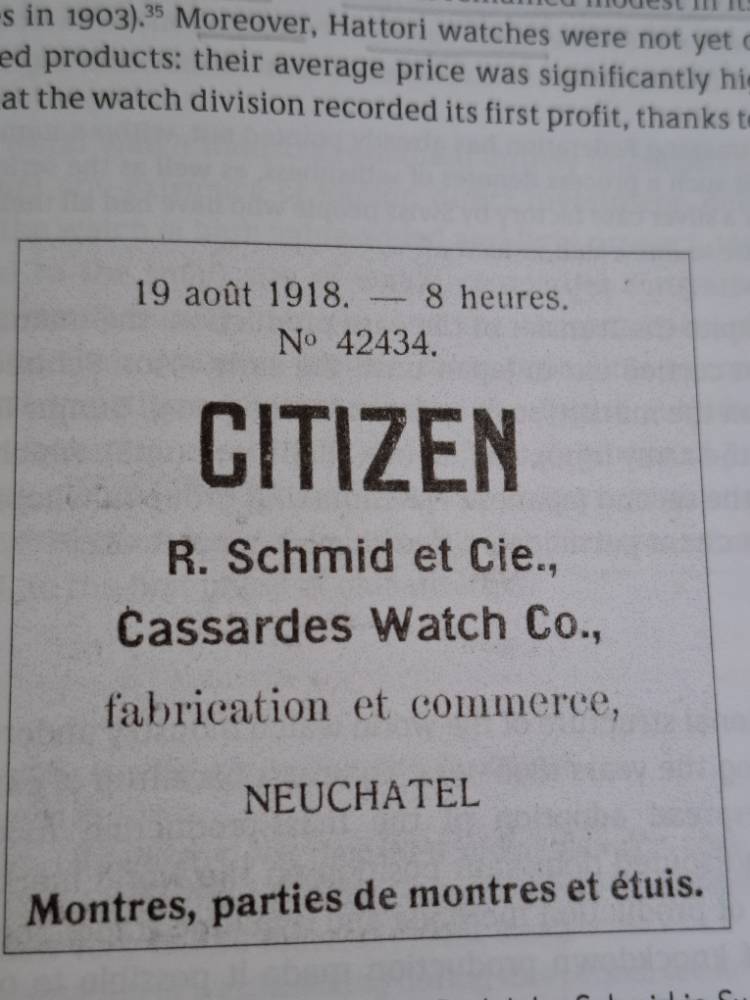 s in 1903).³⁵ Moreover, Hattori watches were not yet
ed products: their average price was significantly
at the watch division recorded its first profit, thanks
19 août 1918. — 8 heures.
Nº 42434.
CITIZEN
R. Schmid et Cie.,
Cassardes Watch Co.,
fabrication et commerce,
NEUCHATEL
Montres, parties de montres et étuis.